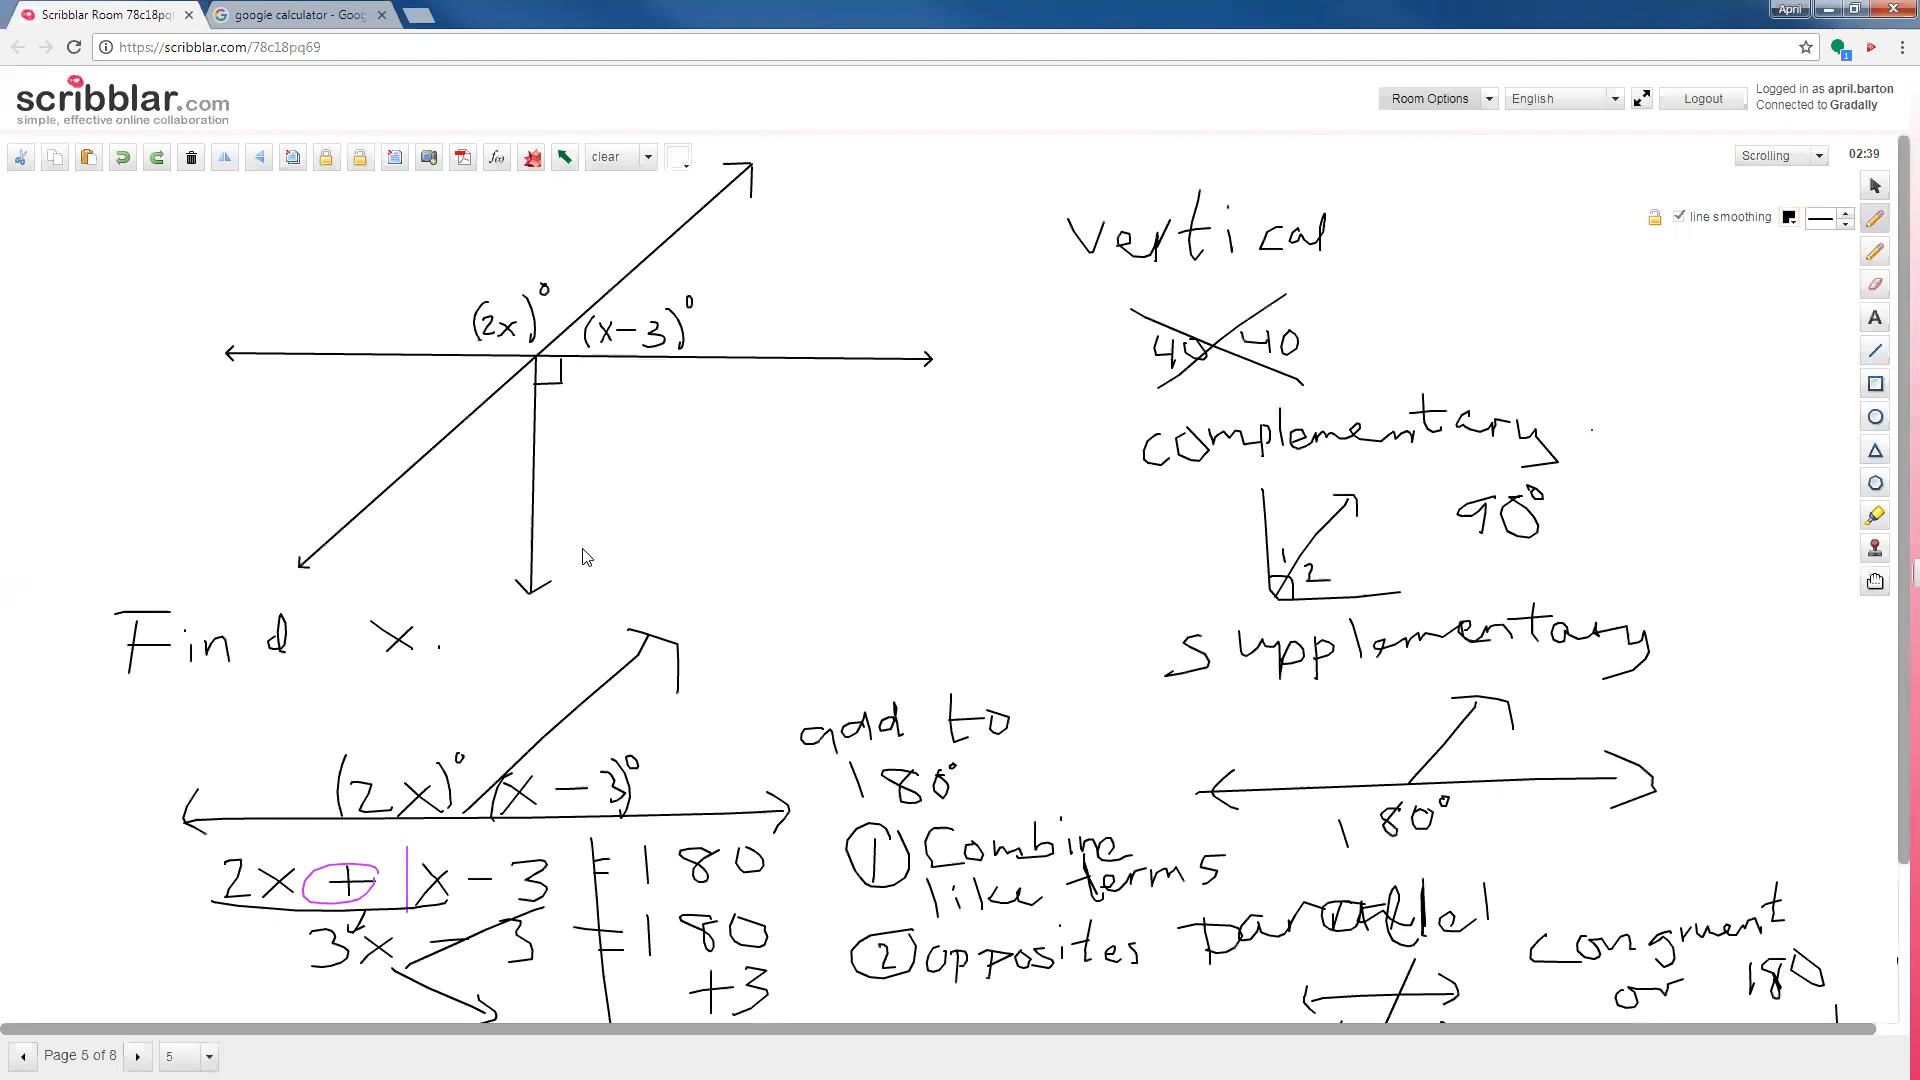 Scribblar Room 78c18pq
google calculator - Goog
April
https://scribblar.com/78c18pq69
1
scribblar.com
simple, effective online collaboration
Room Options
English
Logout
Logged in as april.barton
Connected to Gradally
f(x)
clear
Scrolling
02:39
line smoothing
A
(2x)°
(x-3)°
Find x.
(2x)° (x-3)°
2x + 1x - 3 = 180
3x - 3 = 180
+3
add to
180°
① Combine
like terms
② opposites
vertical
40 40
complementary
90°
1
2
supplementary
180°
parallel
congruent
or 180
Page 5 of 8
5